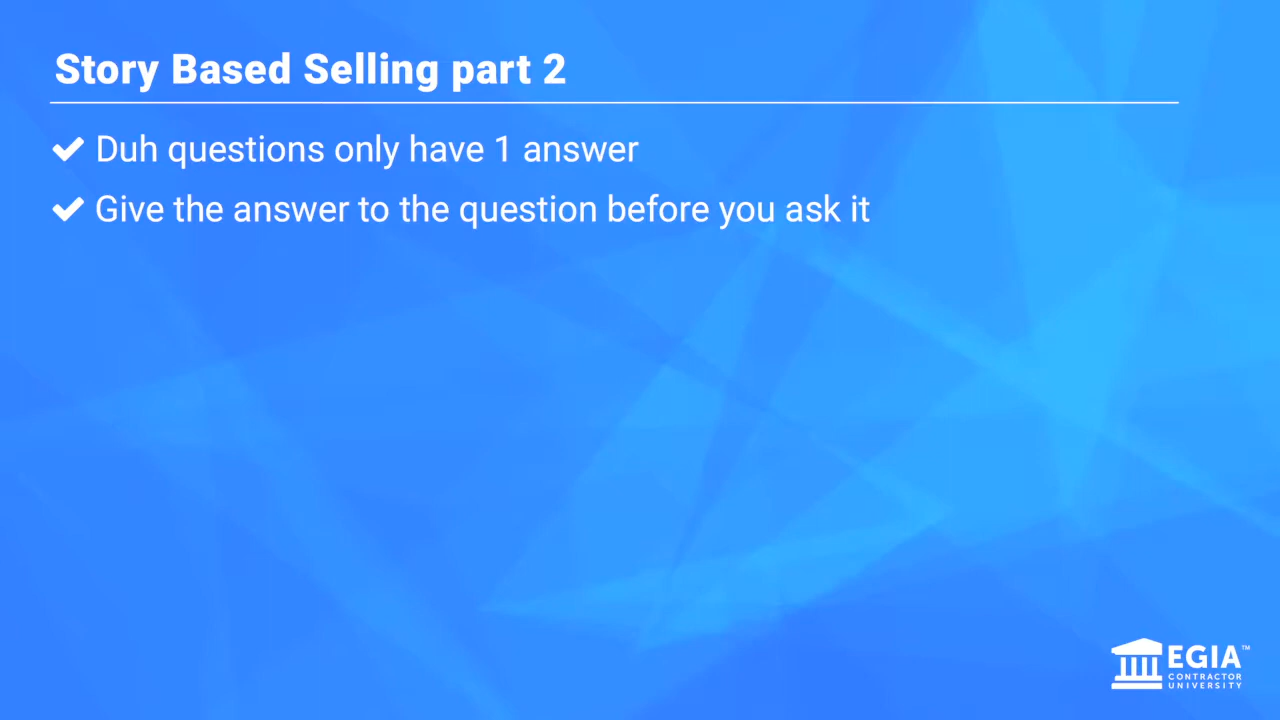 Story Based Selling part 2
Duh questions only have 1 answer
Give the answer to the question before you ask it
EGIA™
CONTRACTOR
UNIVERSITY